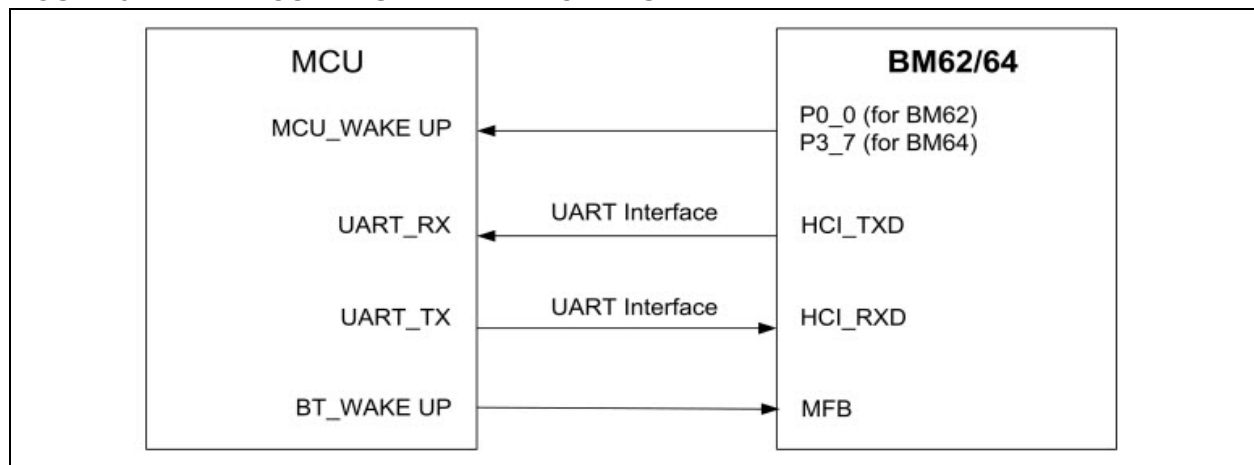 MCU
BM62/64
MCU_WAKE UP
P0_0 (for BM62)
P3_7 (for BM64)
UART_RX
UART Interface
HCI_TXD
UART_TX
UART Interface
HCI_RXD
BT_WAKE UP
MFB